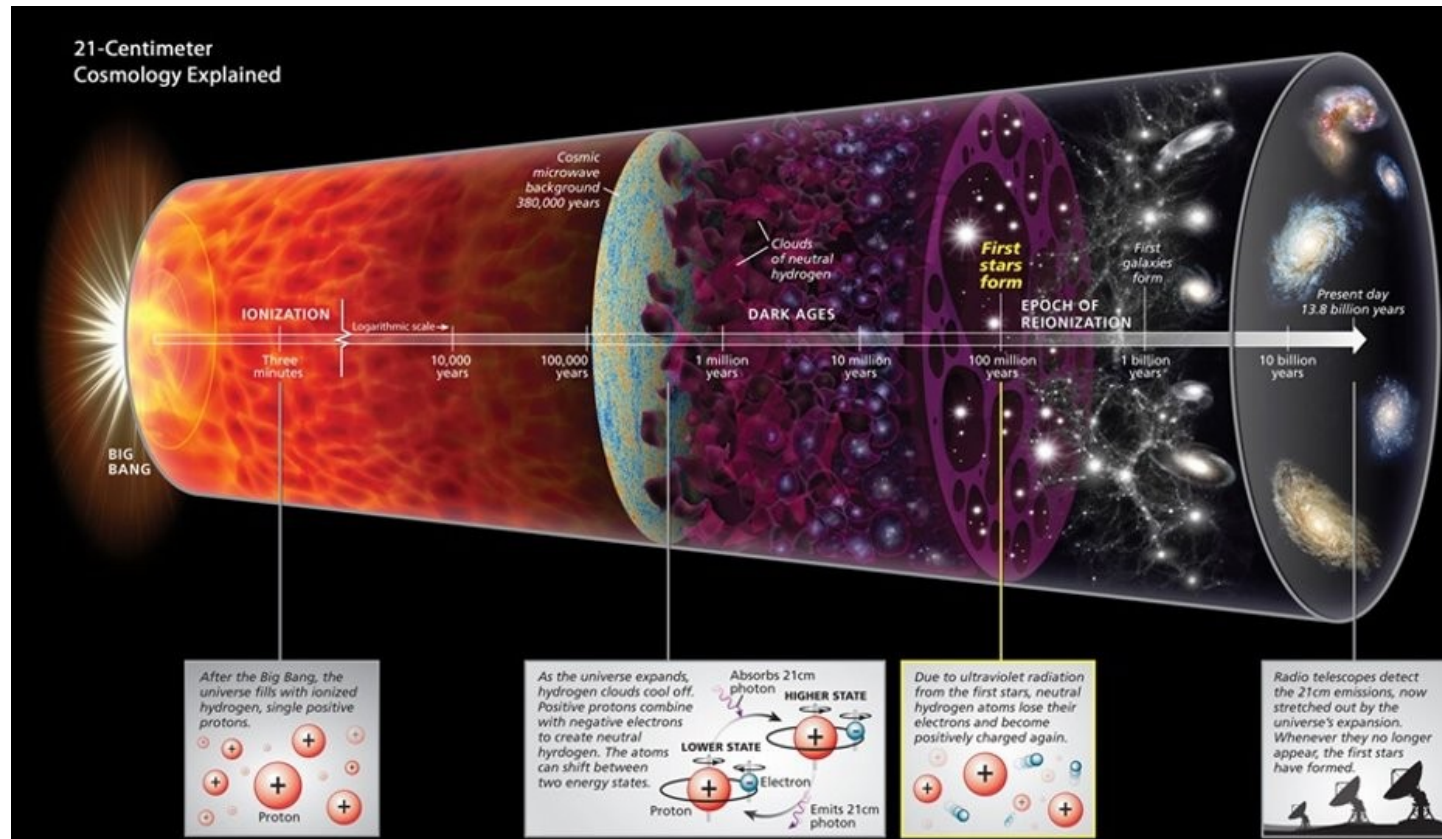 21-Centimeter
Cosmology Explained
Cosmic
microwave
background
380,000 years
Clouds
of neutral
hydrogen
First
stars
form
First
galaxies
form
Present day
13.8 billion years
IONIZATION
Logarithmic scale
DARK AGES
EPOCH OF
REIONIZATION
Three
minutes
10,000
years
100,000
years
1 million
years
10 million
years
100 million
years
1 billion
years
10 billion
years
BIG
BANG
After the Big Bang, the
universe fills with ionized
hydrogen, single positive
protons.
+
+
+
+
+
+
+
+
Proton
As the universe expands,
hydrogen clouds cool off.
Positive protons combine
with negative electrons
to create neutral
hyrdogen. The atoms
can shift between
two energy states.
Absorbs 21cm
photon
HIGHER STATE
+
-
LOWER STATE
+
-
Electron
Proton
Emits 21cm
photon
Due to ultraviolet radiation
from the first stars, neutral
hydrogen atoms lose their
electrons and become
positively charged again.
+
+
+
+
+
Radio telescopes detect
the 21cm emissions, now
stretched out by the
universe's expansion.
Whenever they no longer
appear, the first stars
have formed.